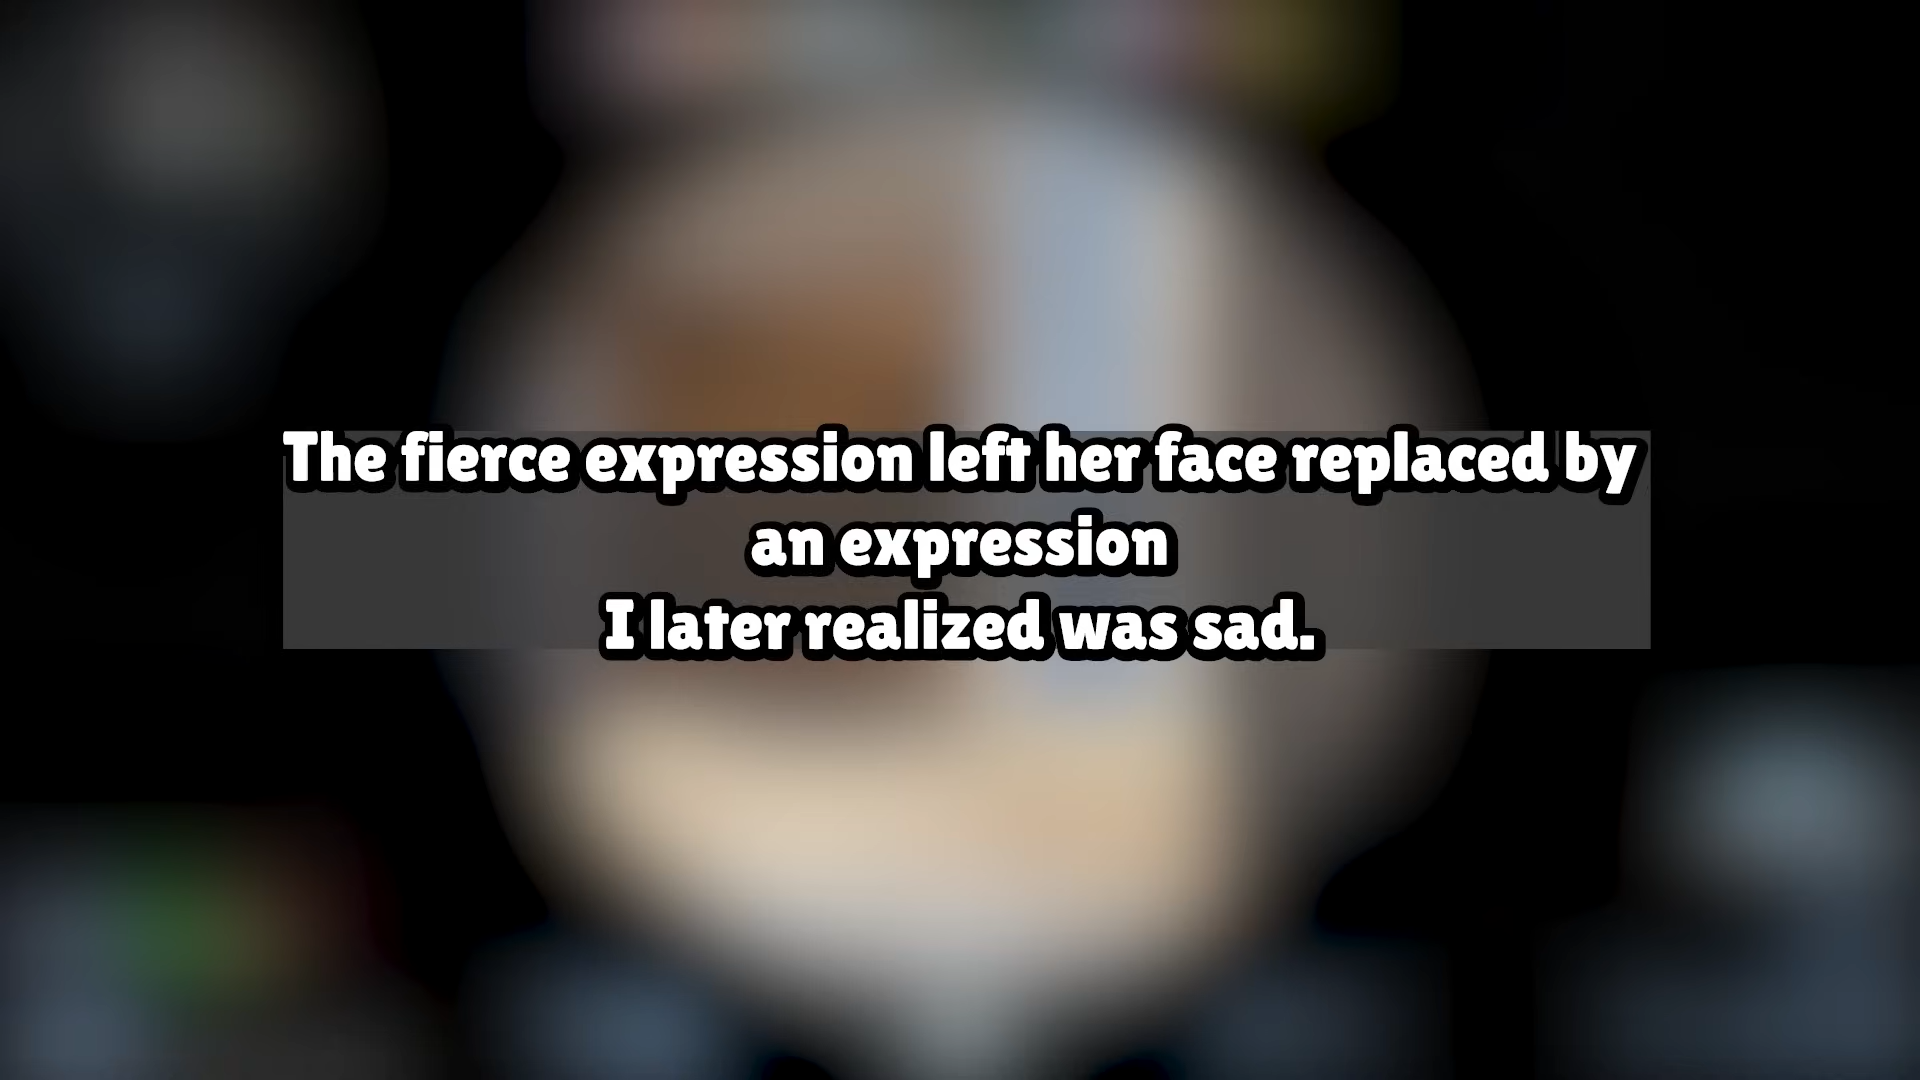 The fierce expression left her face replaced by
an expression
I later realized was sad.